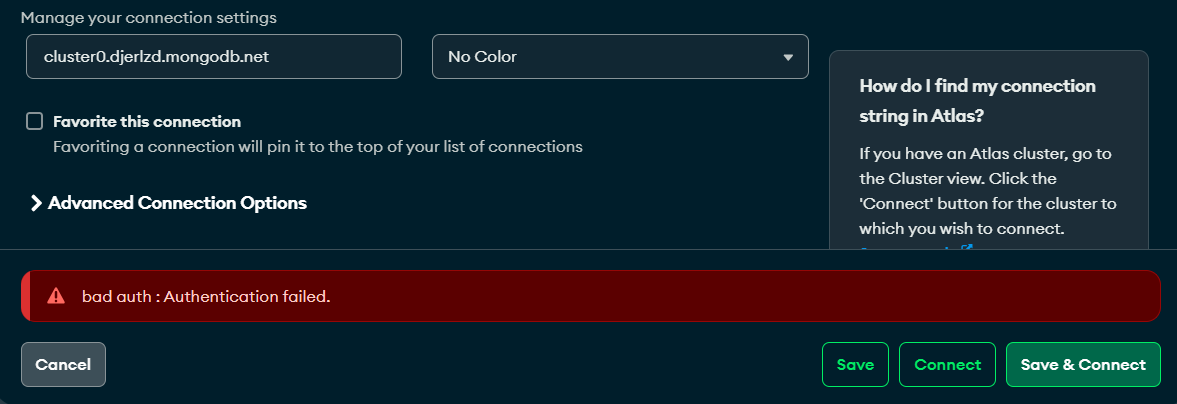 Manage your connection settings
cluster0.djerlzd.mongodb.net
No Color
Favorite this connection
Favoriting a connection will pin it to the top of your list of connections
Advanced Connection Options
How do I find my connection
string in Atlas?
If you have an Atlas cluster, go to
the Cluster view. Click the
'Connect' button for the cluster to
which you wish to connect.
bad auth : Authentication failed.
Cancel
Save
Connect
Save & Connect